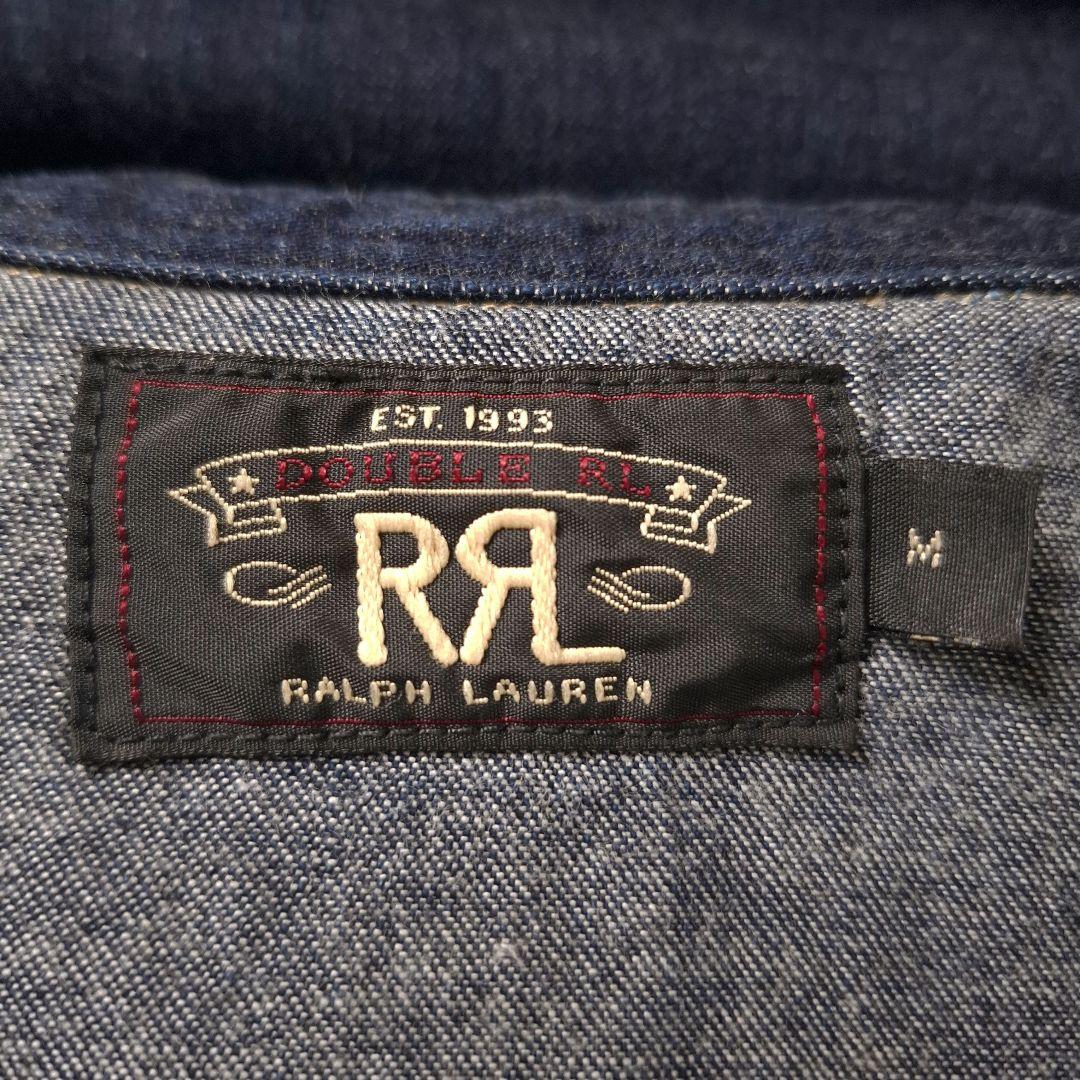 EST. 1993
DOUBLE RL
RRL
RALPH LAUREN
M